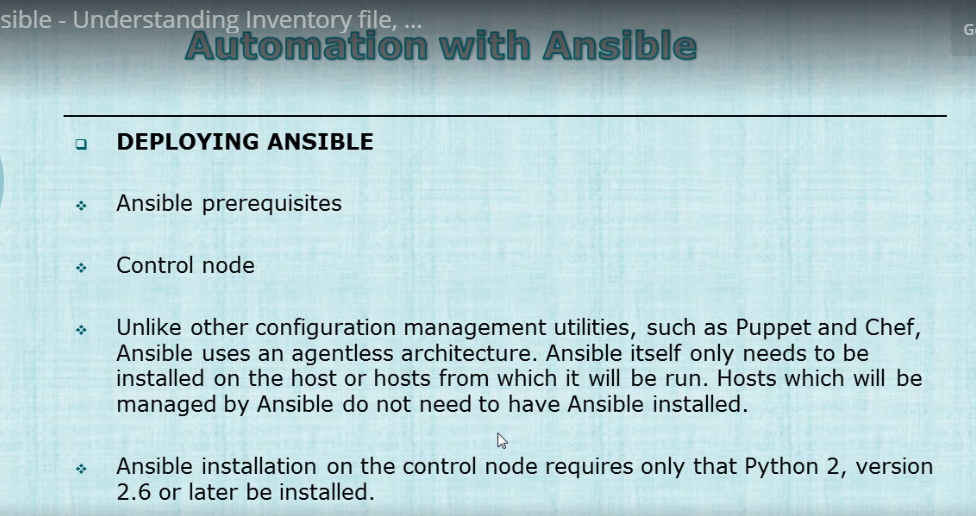 sible - Understanding Inventory file, ...
Automation with Ansible
DEPLOYING ANSIBLE
Ansible prerequisites
Control node
Unlike other configuration management utilities, such as Puppet and Chef,
Ansible uses an agentless architecture. Ansible itself only needs to be
installed on the host or hosts from which it will be run. Hosts which will be
managed by Ansible do not need to have Ansible installed.
Ansible installation on the control node requires only that Python 2, version
2.6 or later be installed.